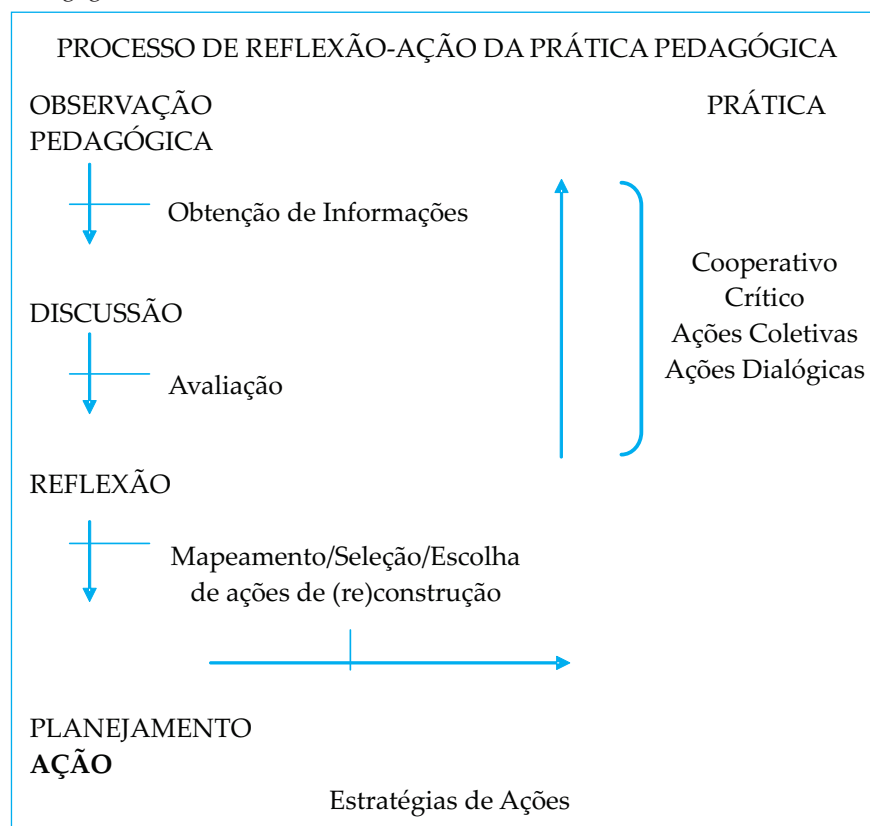 PROCESSO DE REFLEXÃO-AÇÃO DA PRÁTICA PEDAGÓGICA
OBSERVAÇÃO
PEDAGÓGICA
PRÁTICA
Obtenção de Informações
Cooperativo
Crítico
Ações Coletivas
Ações Dialógicas
DISCUSSÃO
Avaliação
REFLEXÃO
Mapeamento/Seleção/Escolha
de ações de (re)construção
PLANEJAMENTO
AÇÃO
Estratégias de Ações